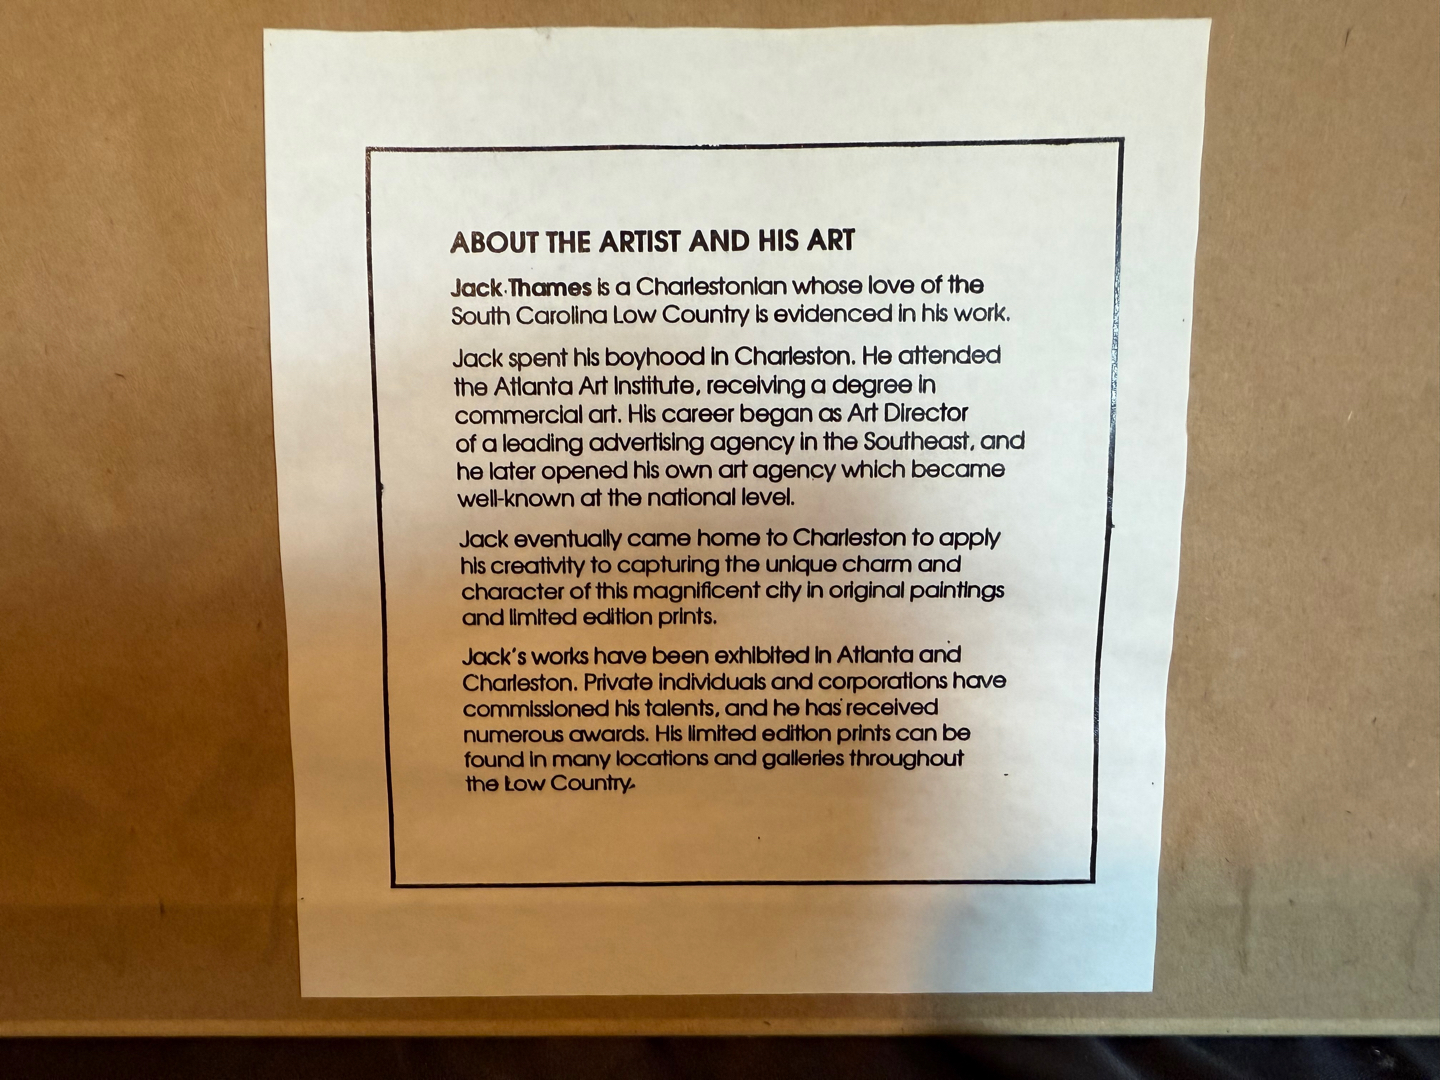 ABOUT THE ARTIST AND HIS ART
Jack Thames is a Charlestonian whose love of the
South Carolina Low Country is evidenced in his work.
Jack spent his boyhood in Charleston. He attended
the Atlanta Art Institute, receiving a degree in
commercial art. His career began as Art Director
of a leading advertising agency in the Southeast, and
he later opened his own art agency which became
well-known at the national level.
Jack eventually came home to Charleston to apply
his creativity to capturing the unique charm and
character of this magnificent city in original paintings
and limited edition prints.
Jack's works have been exhibited in Atlanta and
Charleston. Private individuals and corporations have
commissioned his talents, and he has received
numerous awards. His limited edition prints can be
found in many locations and galleries throughout
the Low Country.